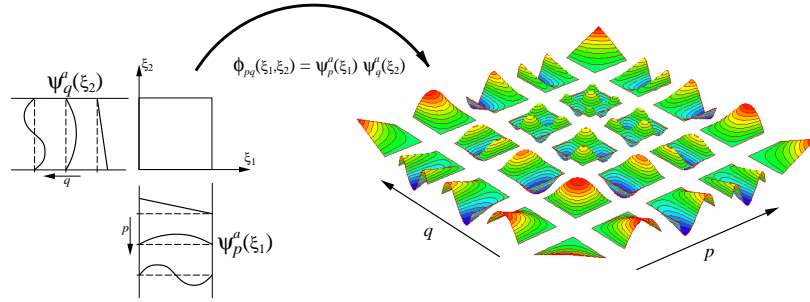 ψ^a_q(ξ_2)
ξ_2
ϕ_pq(ξ_1,ξ_2) = ψ^a_p(ξ_1) ψ^a_q(ξ_2)
ξ_1
q
p
ψ^a_p(ξ_1)
q
p